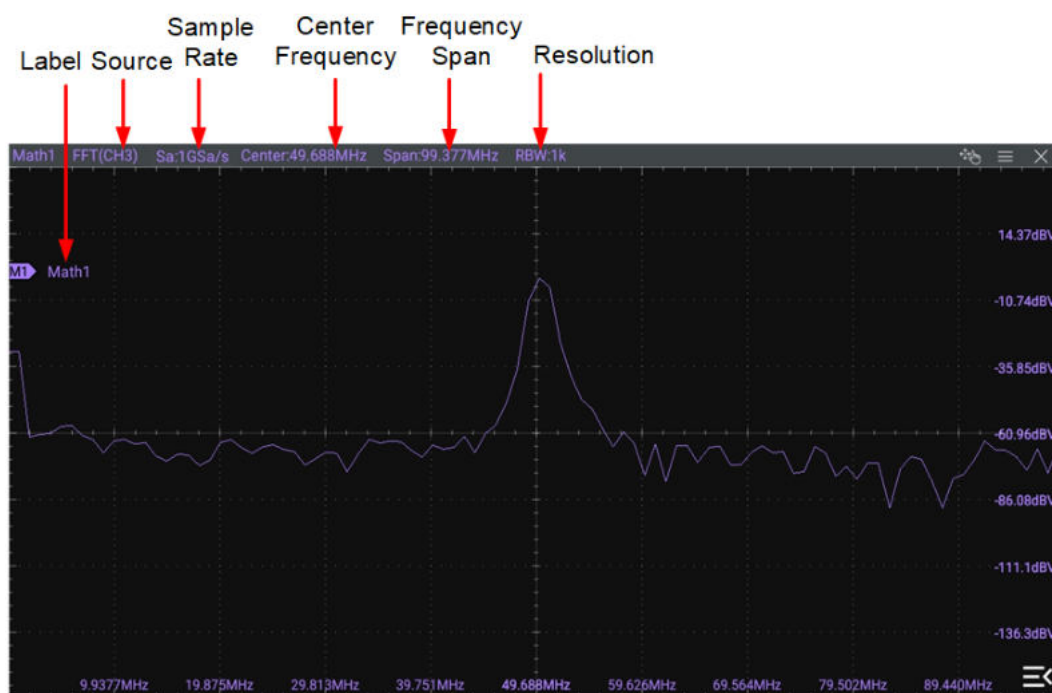 Label Source Sample Rate Center Frequency Frequency Span Resolution
Math1 FFT(CH3) Sa:1GSa/s Center:49.688MHz Span:99.377MHz RBW:1k
14.37dBV
M1 Math1
-10.74dBV
-35.85dBV
-60.96dBV
-86.08dBV
-111.1dBV
-136.3dBV
9.9377MHz 19.875MHz 29.813MHz 39.751MHz 49.688MHz 59.626MHz 69.564MHz 79.502MHz 89.440MHz